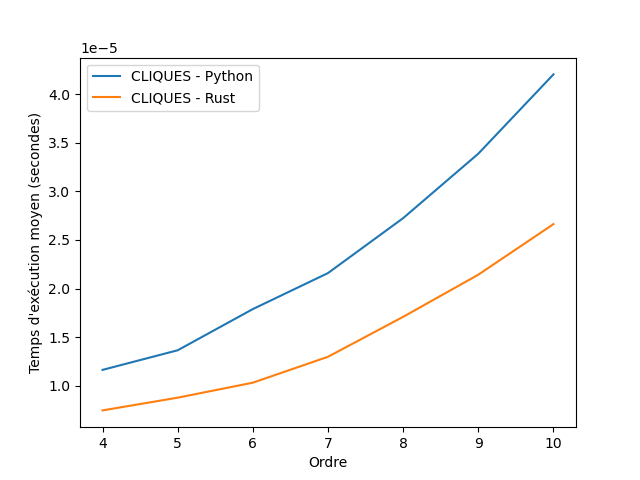 1e−5
CLIQUES - Python
CLIQUES - Rust
4.0
3.5
3.0
2.5
2.0
1.5
1.0
Temps d'exécution moyen (secondes)
4 5 6 7 8 9 10
Ordre